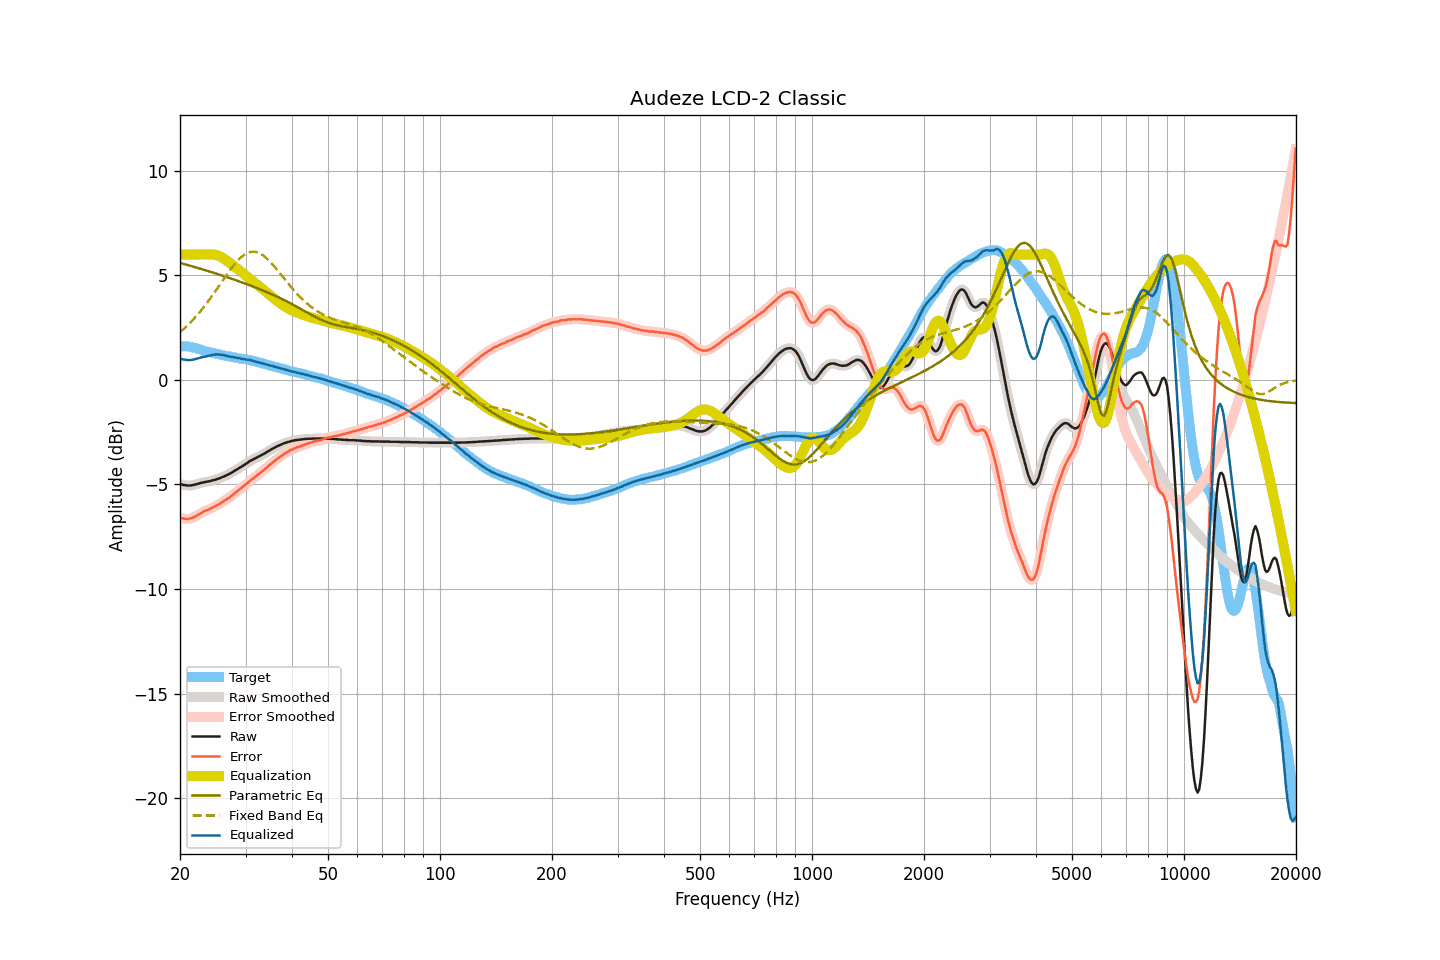 Audeze LCD-2 Classic
Amplitude (dBr)
10
5
0
−5
−10
−15
−20
Target
Raw Smoothed
Error Smoothed
Raw
Error
Equalization
Parametric Eq
Fixed Band Eq
Equalized
20 50 100 200 500 1000 2000 5000 10000 20000
Frequency (Hz)